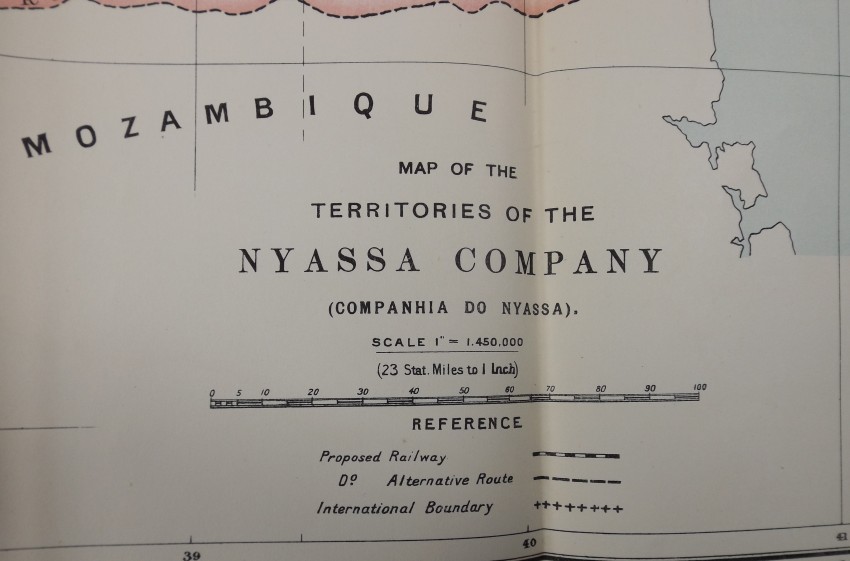 MOZAMBIQUE
MAP OF THE
TERRITORIES OF THE
NYASSA COMPANY
(COMPANHIA DO NYASSA).
SCALE 1" = 1.450.000
(23 Stat. Miles to 1 Inch)
0 5 10 20 30 40 50 60 70 80 90 100
REFERENCE
Proposed Railway
Dº Alternative Route
International Boundary
39 40 41